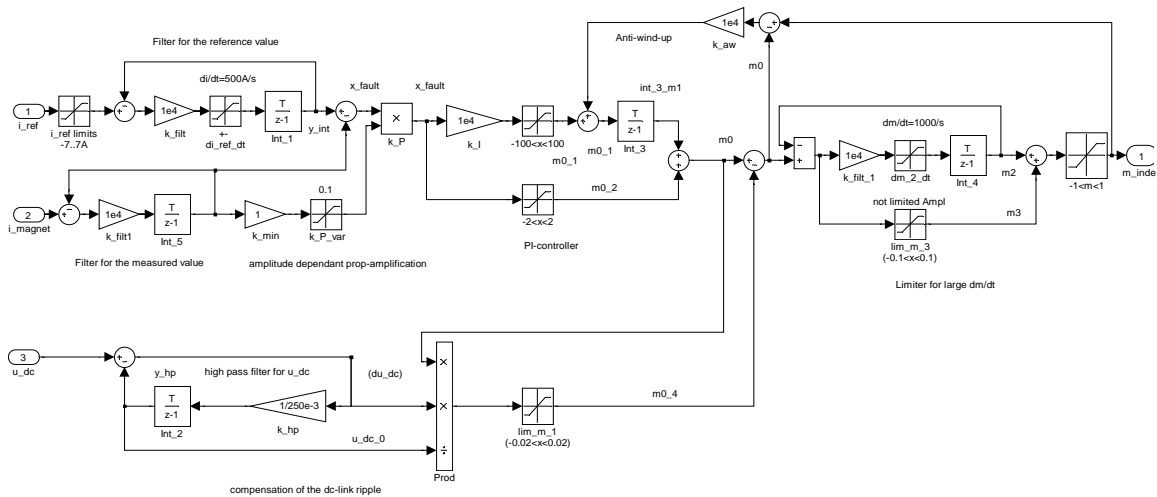 1e4
Anti-wind-up
k_aw
Filter for the reference value
m0
di/dt=500A/s
x_fault
x_fault
int_3_m1
dm/dt=1000/s
1
i_ref
i_ref limits
-7..7A
1e4
k_filt
+-
di_ref_dt
T
z-1
Int_1
y_int
×
k_P
1e4
k_I
-100<x<100
m0_1
m0_1
T
z-1
Int_3
m0
1e4
k_filt_1
dm_2_dt
T
z-1
Int_4
m2
-1<m<1
1
m_index
2
i_magnet
1e4
k_filt1
T
z-1
Int_5
1
k_min
0.1
k_P_var
m0_2
-2<x<2
not limited Ampl
m3
lim_m_3
(-0.1<x<0.1)
PI-controller
Filter for the measured value
amplitude dependant prop-amplification
Limiter for large dm/dt
3
u_dc
y_hp
high pass filter for u_dc
(du_dc)
×
T
z-1
Int_2
1/250e-3
k_hp
×
m0_4
lim_m_1
(-0.02<x<0.02)
u_dc_0
÷
Prod
compensation of the dc-link ripple